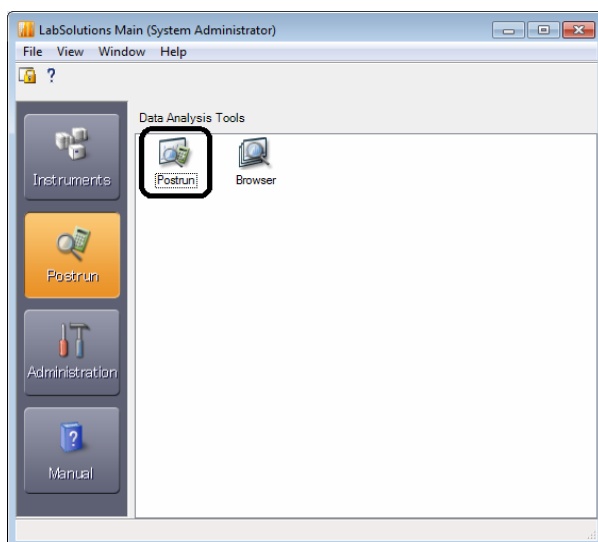 LabSolutions Main (System Administrator)
File View Window Help
?
Data Analysis Tools
Instruments
Postrun Browser
Postrun
Administration
?
Manual